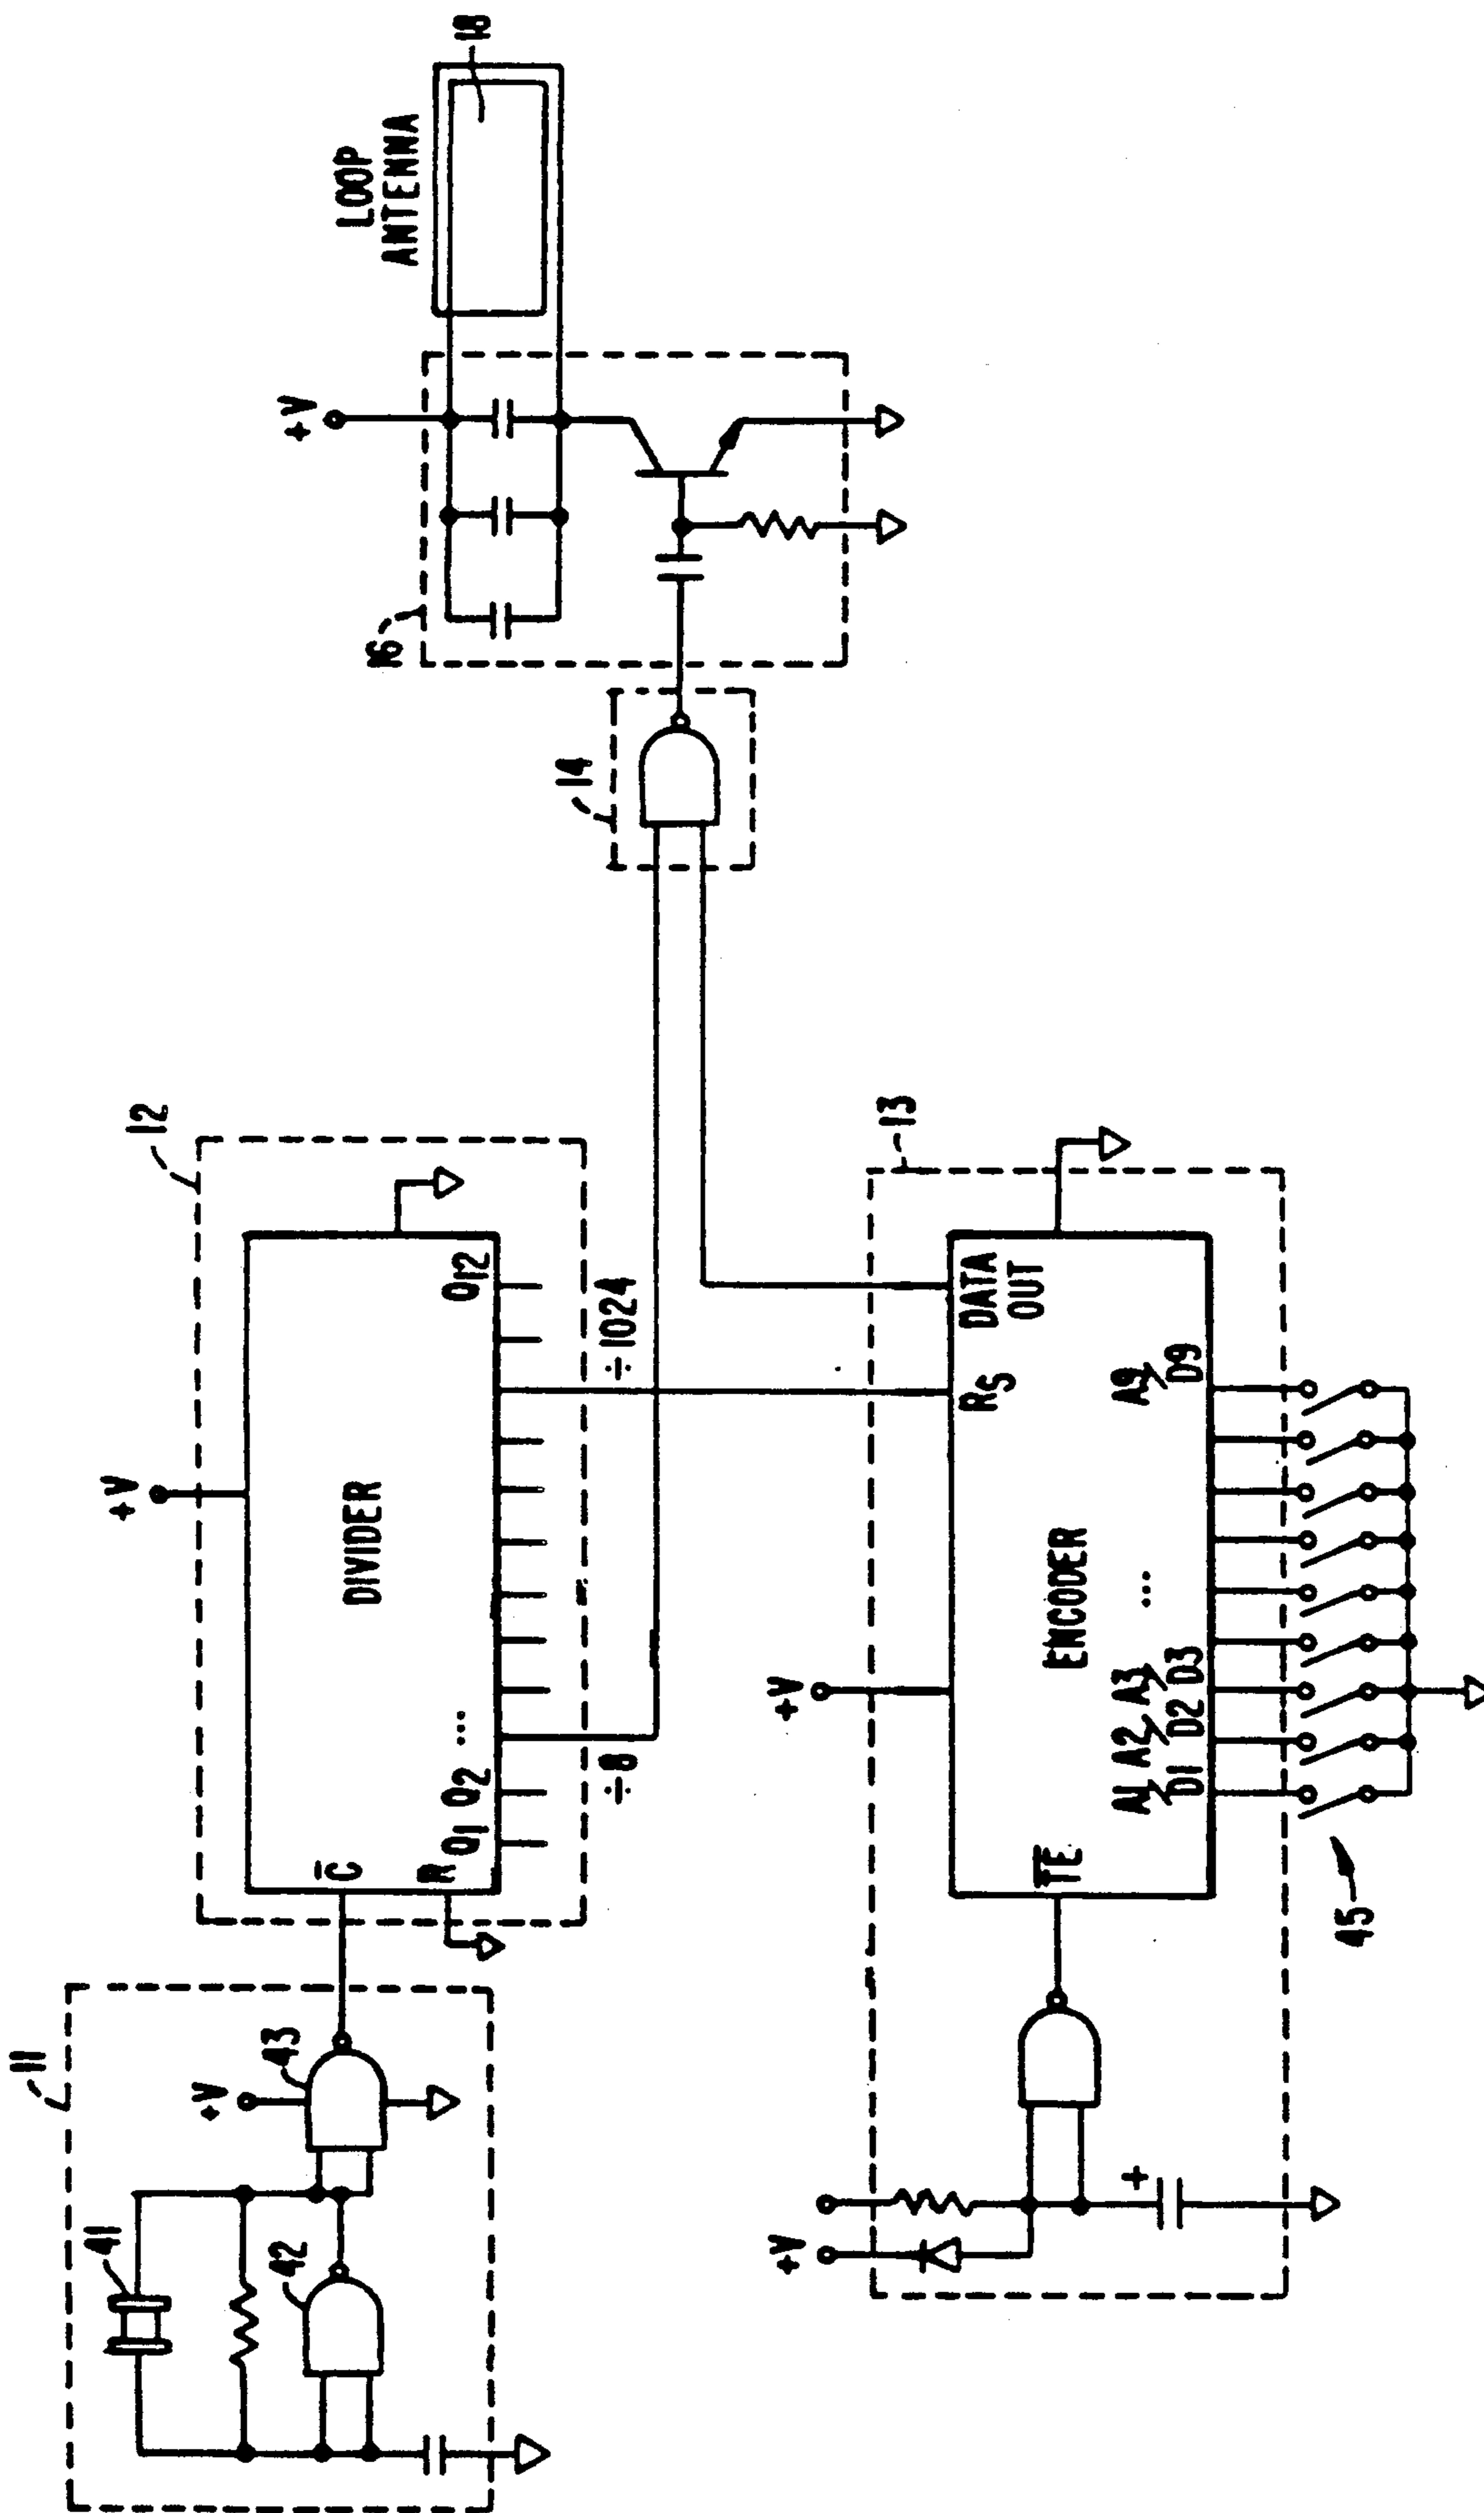 11
41
42
+V
43
+V
12
C
R
DIVIDER
Q1 Q2 ... Q12
÷8
÷1024
14
16
+V
LOOP
ANTENNA
18
+V
TE
+V
13
ENCODER
RS
DATA
OUT
A1/D1 A2/D2 A3/D3 ... A9/D9
45